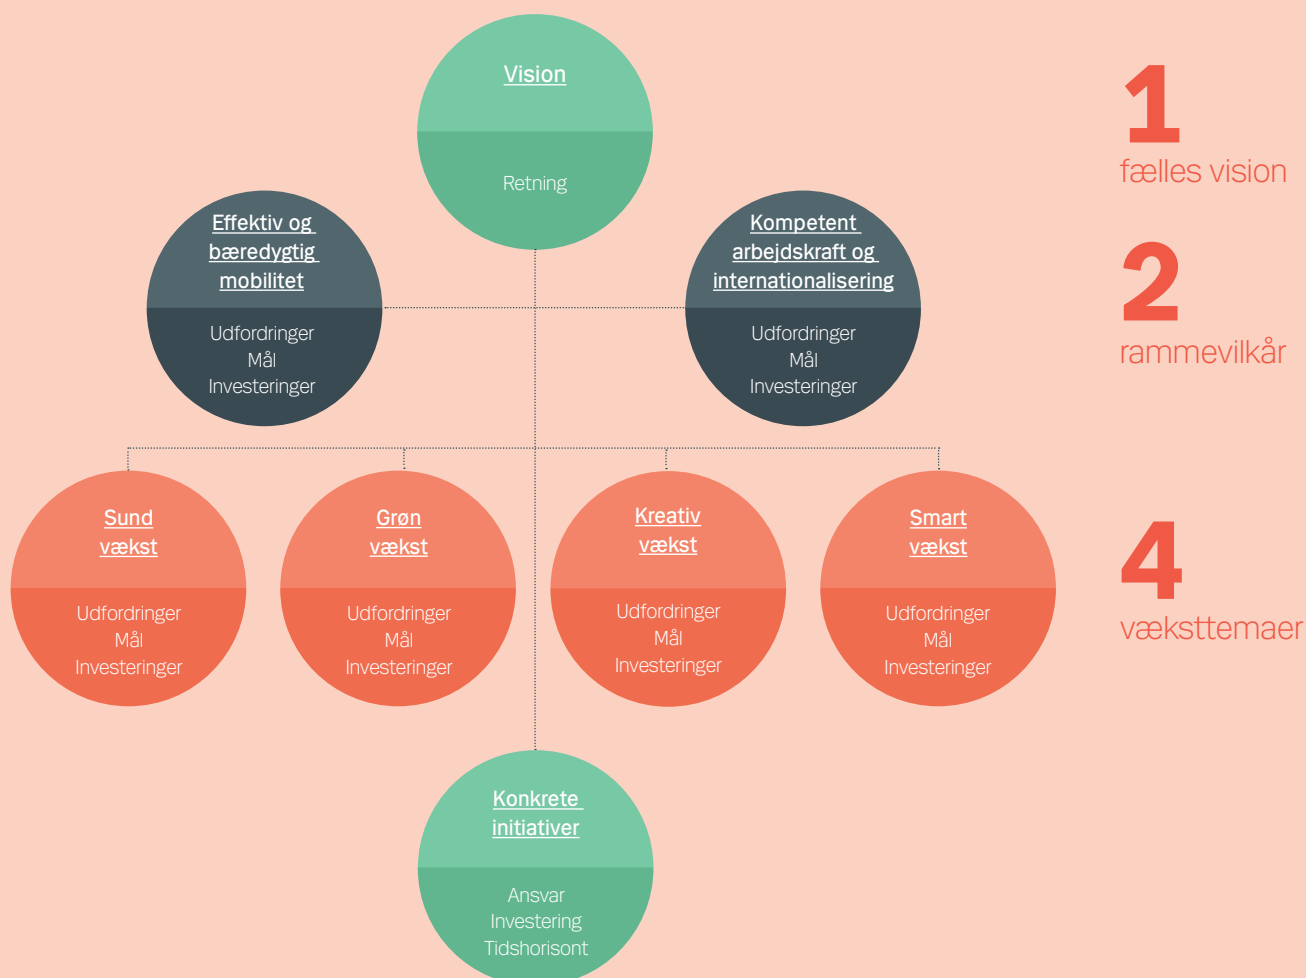 Vision
Retning
1
fælles vision
Effektiv og
bæredygtig
mobilitet
Udfordringer
Mål
Investeringer
Kompetent
arbejdskraft og
internationalisering
Udfordringer
Mål
Investeringer
2
rammevilkår
Sund
vækst
Udfordringer
Mål
Investeringer
Grøn
vækst
Udfordringer
Mål
Investeringer
Kreativ
vækst
Udfordringer
Mål
Investeringer
Smart
vækst
Udfordringer
Mål
Investeringer
4
væksttemaer
Konkrete
initiativer
Ansvar
Investering
Tidshorisont